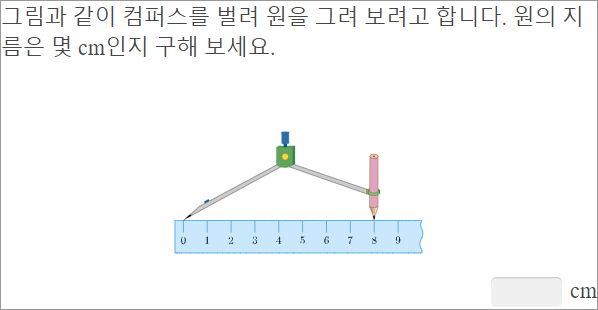 그림과 같이 컴퍼스를 벌려 원을 그려 보려고 합니다. 원의 지
름은 몇 cm인지 구해 보세요.
0 1 2 3 4 5 6 7 8 9
cm